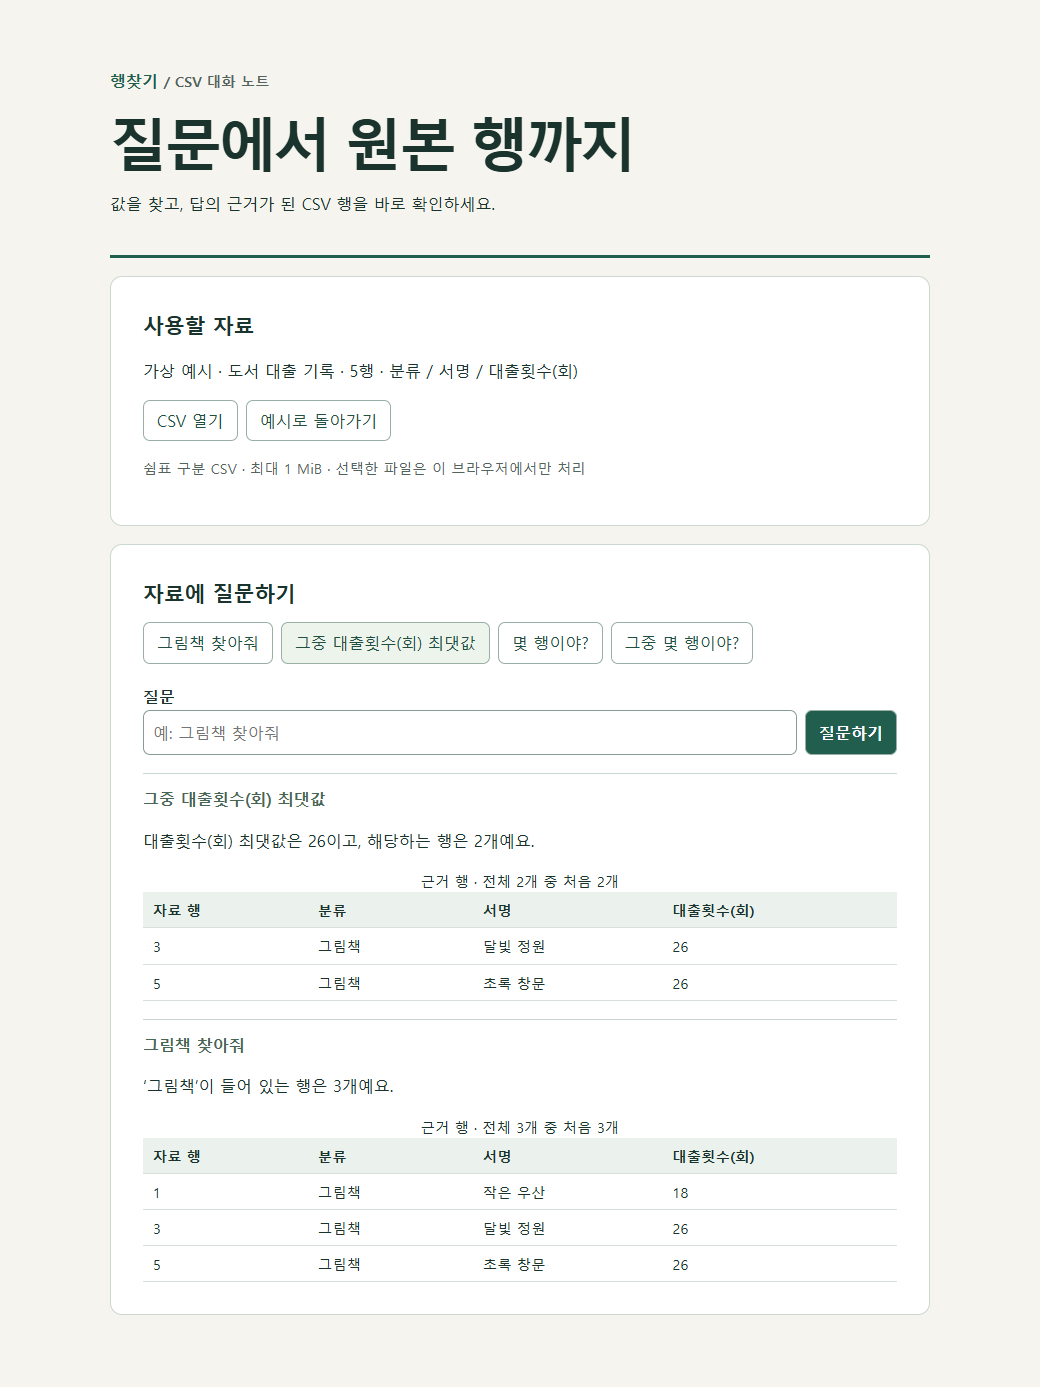 행찾기 / CSV 대화 노트
질문에서 원본 행까지
값을 찾고, 답의 근거가 된 CSV 행을 바로 확인하세요.
사용할 자료
가상 예시 · 도서 대출 기록 · 5행 · 분류 / 서명 / 대출횟수(회)
CSV 열기 예시로 돌아가기
쉼표 구분 CSV · 최대 1 MiB · 선택한 파일은 이 브라우저에서만 처리
자료에 질문하기
그림책 찾아줘 그중 대출횟수(회) 최댓값 몇 행이야? 그중 몇 행이야?
질문
예: 그림책 찾아줘 질문하기
그중 대출횟수(회) 최댓값
대출횟수(회) 최댓값은 26이고, 해당하는 행은 2개예요.
근거 행 · 전체 2개 중 처음 2개
자료 행 분류 서명 대출횟수(회)
3 그림책 달빛 정원 26
5 그림책 초록 창문 26
그림책 찾아줘
‘그림책’이 들어 있는 행은 3개예요.
근거 행 · 전체 3개 중 처음 3개
자료 행 분류 서명 대출횟수(회)
1 그림책 작은 우산 18
3 그림책 달빛 정원 26
5 그림책 초록 창문 26